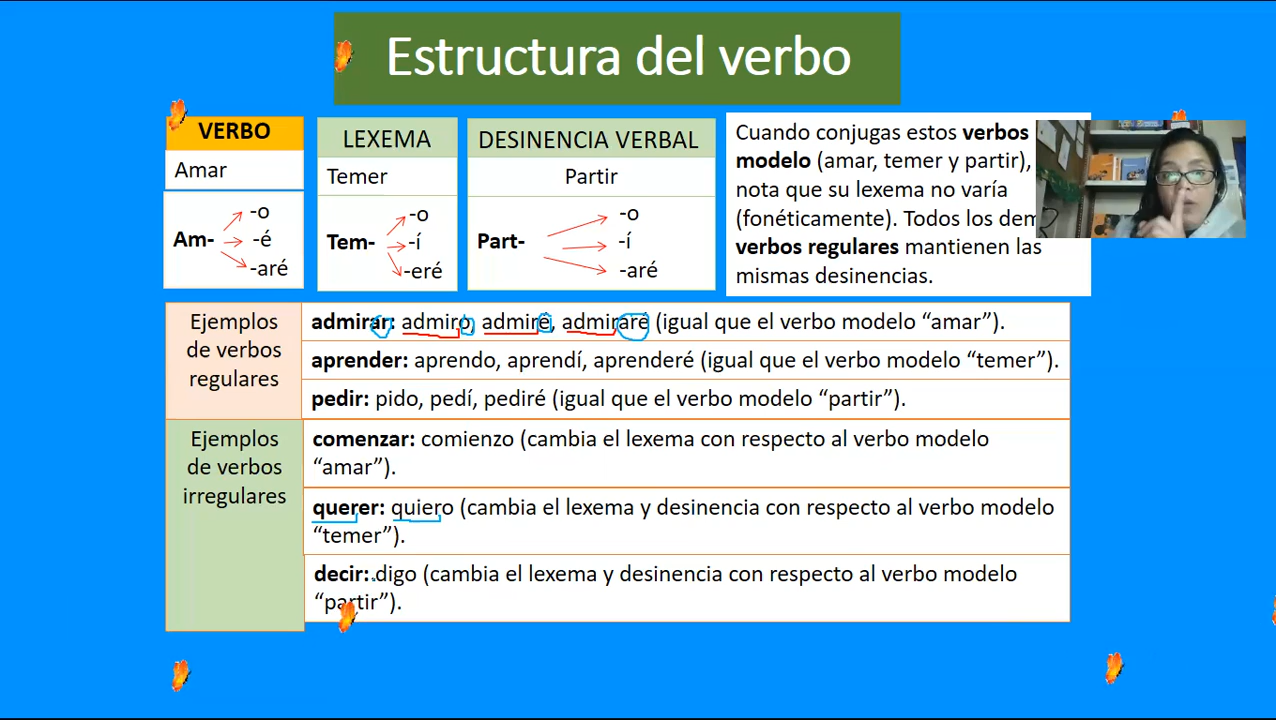 Estructura del verbo
VERBO
Amar
Am-
-o
-é
-aré
LEXEMA
Temer
Tem-
-o
-í
-eré
DESINENCIA VERBAL
Partir
Part-
-o
-í
-aré
Cuando conjugas estos verbos
modelo (amar, temer y partir),
nota que su lexema no varía
(fonéticamente). Todos los
verbos regulares mantienen las
mismas desinencias.
Ejemplos
de verbos
regulares
admirar: admiro, admiré, admiraré (igual que el verbo modelo “amar”).
aprender: aprendo, aprendí, aprenderé (igual que el verbo modelo “temer”).
pedir: pido, pedí, pediré (igual que el verbo modelo “partir”).
Ejemplos
de verbos
irregulares
comenzar: comienzo (cambia el lexema con respecto al verbo modelo
“amar”).
querer: quiero (cambia el lexema y desinencia con respecto al verbo modelo
“temer”).
decir: digo (cambia el lexema y desinencia con respecto al verbo modelo
“partir”).